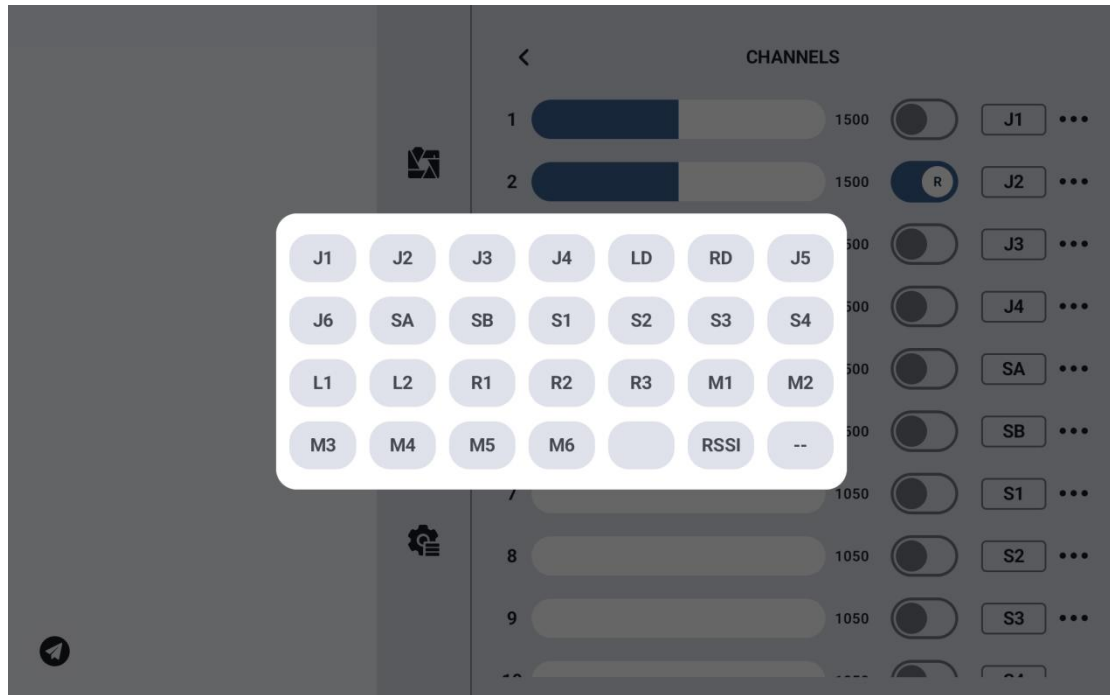 CHANNELS
1 1500 J1
2 1500 R J2
J3
J4
SA
SB
J1 J2 J3 J4 LD RD J5
J6 SA SB S1 S2 S3 S4
L1 L2 R1 R2 R3 M1 M2
M3 M4 M5 M6 RSSI --
7 1050 S1
8 1050 S2
9 1050 S3